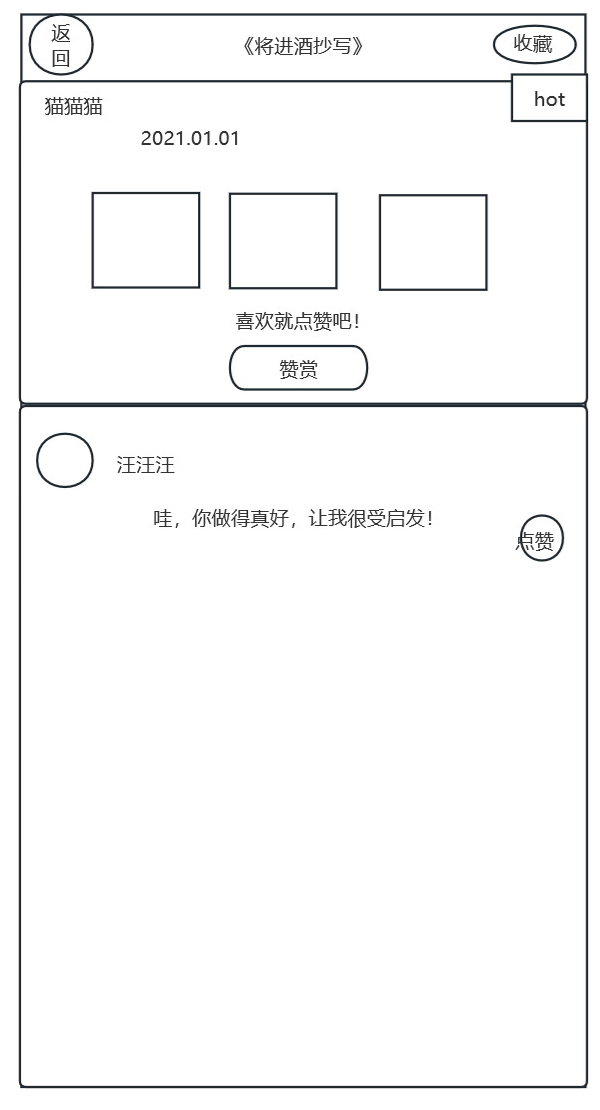 返
回
《将进酒抄写》
收藏
hot
猫猫猫
2021.01.01
喜欢就点赞吧！
赞赏
汪汪汪
哇，你做得真好，让我很受启发！
点赞